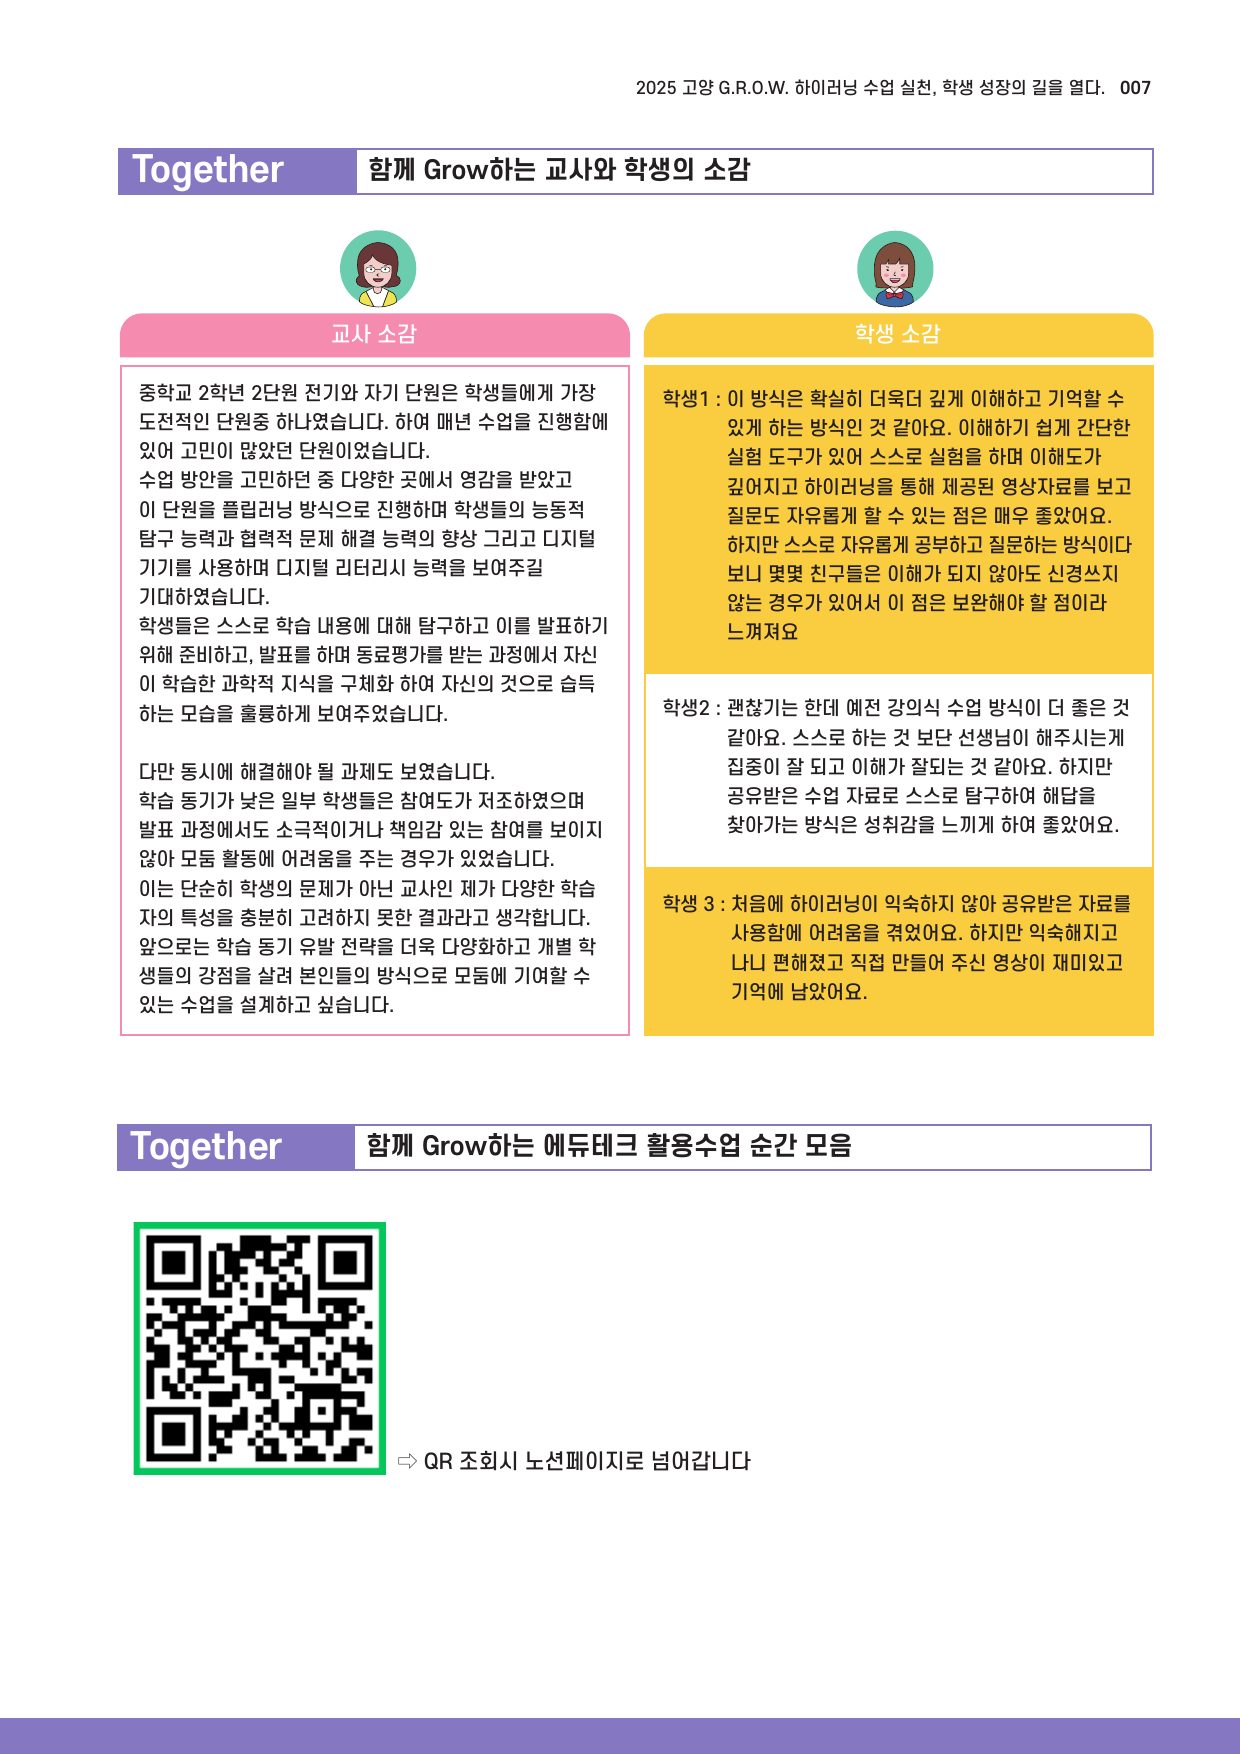 2025 고양 G.R.O.W. 하이러닝 수업 실천, 학생 성장의 길을 열다. 007
Together 함께 Grow하는 교사와 학생의 소감
교사 소감
중학교 2학년 2단원 전기와 자기 단원은 학생들에게 가장
도전적인 단원중 하나였습니다. 하여 매년 수업을 진행함에
있어 고민이 많았던 단원이었습니다.
수업 방안을 고민하던 중 다양한 곳에서 영감을 받았고
이 단원을 플립러닝 방식으로 진행하며 학생들의 능동적
탐구 능력과 협력적 문제 해결 능력의 향상 그리고 디지털
기기를 사용하며 디지털 리터리시 능력을 보여주길
기대하였습니다.
학생들은 스스로 학습 내용에 대해 탐구하고 이를 발표하기
위해 준비하고, 발표를 하며 동료평가를 받는 과정에서 자신
이 학습한 과학적 지식을 구체화 하여 자신의 것으로 습득
하는 모습을 훌륭하게 보여주었습니다.
다만 동시에 해결해야 될 과제도 보였습니다.
학습 동기가 낮은 일부 학생들은 참여도가 저조하였으며
발표 과정에서도 소극적이거나 책임감 있는 참여를 보이지
않아 모둠 활동에 어려움을 주는 경우가 있었습니다.
이는 단순히 학생의 문제가 아닌 교사인 제가 다양한 학습
자의 특성을 충분히 고려하지 못한 결과라고 생각합니다.
앞으로는 학습 동기 유발 전략을 더욱 다양화하고 개별 학
생들의 강점을 살려 본인들의 방식으로 모둠에 기여할 수
있는 수업을 설계하고 싶습니다.
학생 소감
학생1 : 이 방식은 확실히 더욱더 깊게 이해하고 기억할 수
있게 하는 방식인 것 같아요. 이해하기 쉽게 간단한
실험 도구가 있어 스스로 실험을 하며 이해도가
깊어지고 하이러닝을 통해 제공된 영상자료를 보고
질문도 자유롭게 할 수 있는 점은 매우 좋았어요.
하지만 스스로 자유롭게 공부하고 질문하는 방식이다
보니 몇몇 친구들은 이해가 되지 않아도 신경쓰지
않는 경우가 있어서 이 점은 보완해야 할 점이라
느껴져요
학생2 : 괜찮기는 한데 예전 강의식 수업 방식이 더 좋은 것
같아요. 스스로 하는 것 보단 선생님이 해주시는게
집중이 잘 되고 이해가 잘되는 것 같아요. 하지만
공유받은 수업 자료로 스스로 탐구하여 해답을
찾아가는 방식은 성취감을 느끼게 하여 좋았어요.
학생 3 : 처음에 하이러닝이 익숙하지 않아 공유받은 자료를
사용함에 어려움을 겪었어요. 하지만 익숙해지고
나니 편해졌고 직접 만들어 주신 영상이 재미있고
기억에 남았어요.
Together 함께 Grow하는 에듀테크 활용수업 순간 모음
⇨ QR 조회시 노션페이지로 넘어갑니다